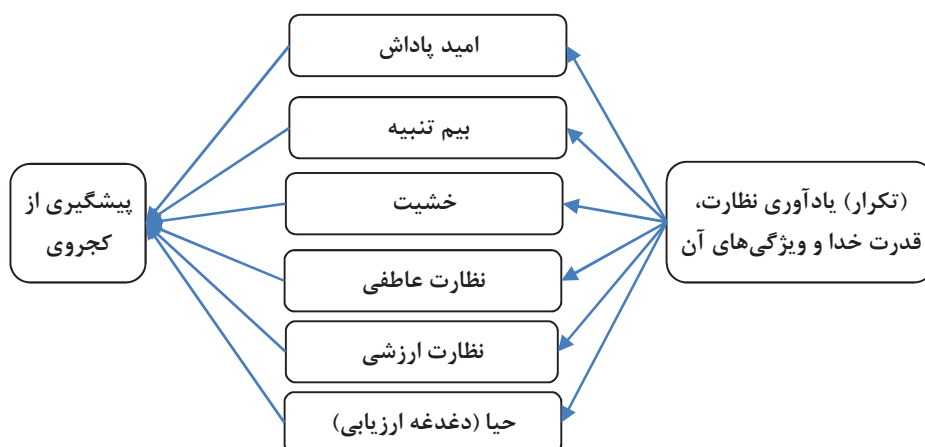 (تکرار) یادآوری نظارت،
قدرت خدا و ویژگی‌های آن
امید پاداش
بیم تنبیه
خشیت
نظارت عاطفی
نظارت ارزشی
حیا (دغدغه ارزیابی)
پیشگیری از
کجروی